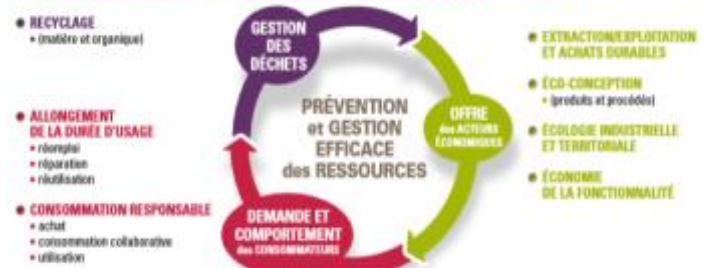 • RECYCLAGE
• (matière et organique)
• ALLONGEMENT
DE LA DURÉE D'USAGE
• réemploi
• réparation
• réutilisation
• CONSOMMATION RESPONSABLE
• achat
• consommation collaborative
• utilisation
GESTION
DES
DÉCHETS
PRÉVENTION
et GESTION
EFFICACE
des RESSOURCES
OFFRE
des ACTEURS
ÉCONOMIQUES
DEMANDE ET
COMPORTEMENT
des CONSOMMATEURS
• EXTRACTION/EXPLOITATION
ET ACHATS DURABLES
• ÉCO-CONCEPTION
• (produits et procédés)
• ÉCOLOGIE INDUSTRIELLE
ET TERRITORIALE
• ÉCONOMIE
DE LA FONCTIONNALITÉ